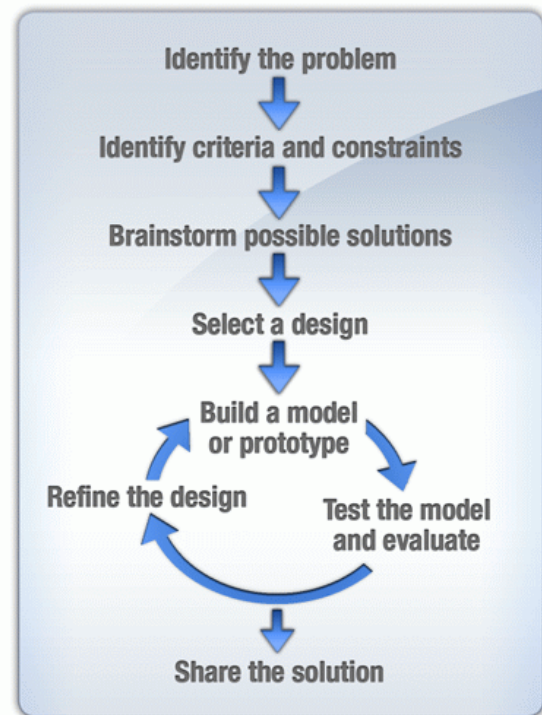 Identify the problem
Identify criteria and constraints
Brainstorm possible solutions
Select a design
Build a model
or prototype
Refine the design
Test the model
and evaluate
Share the solution